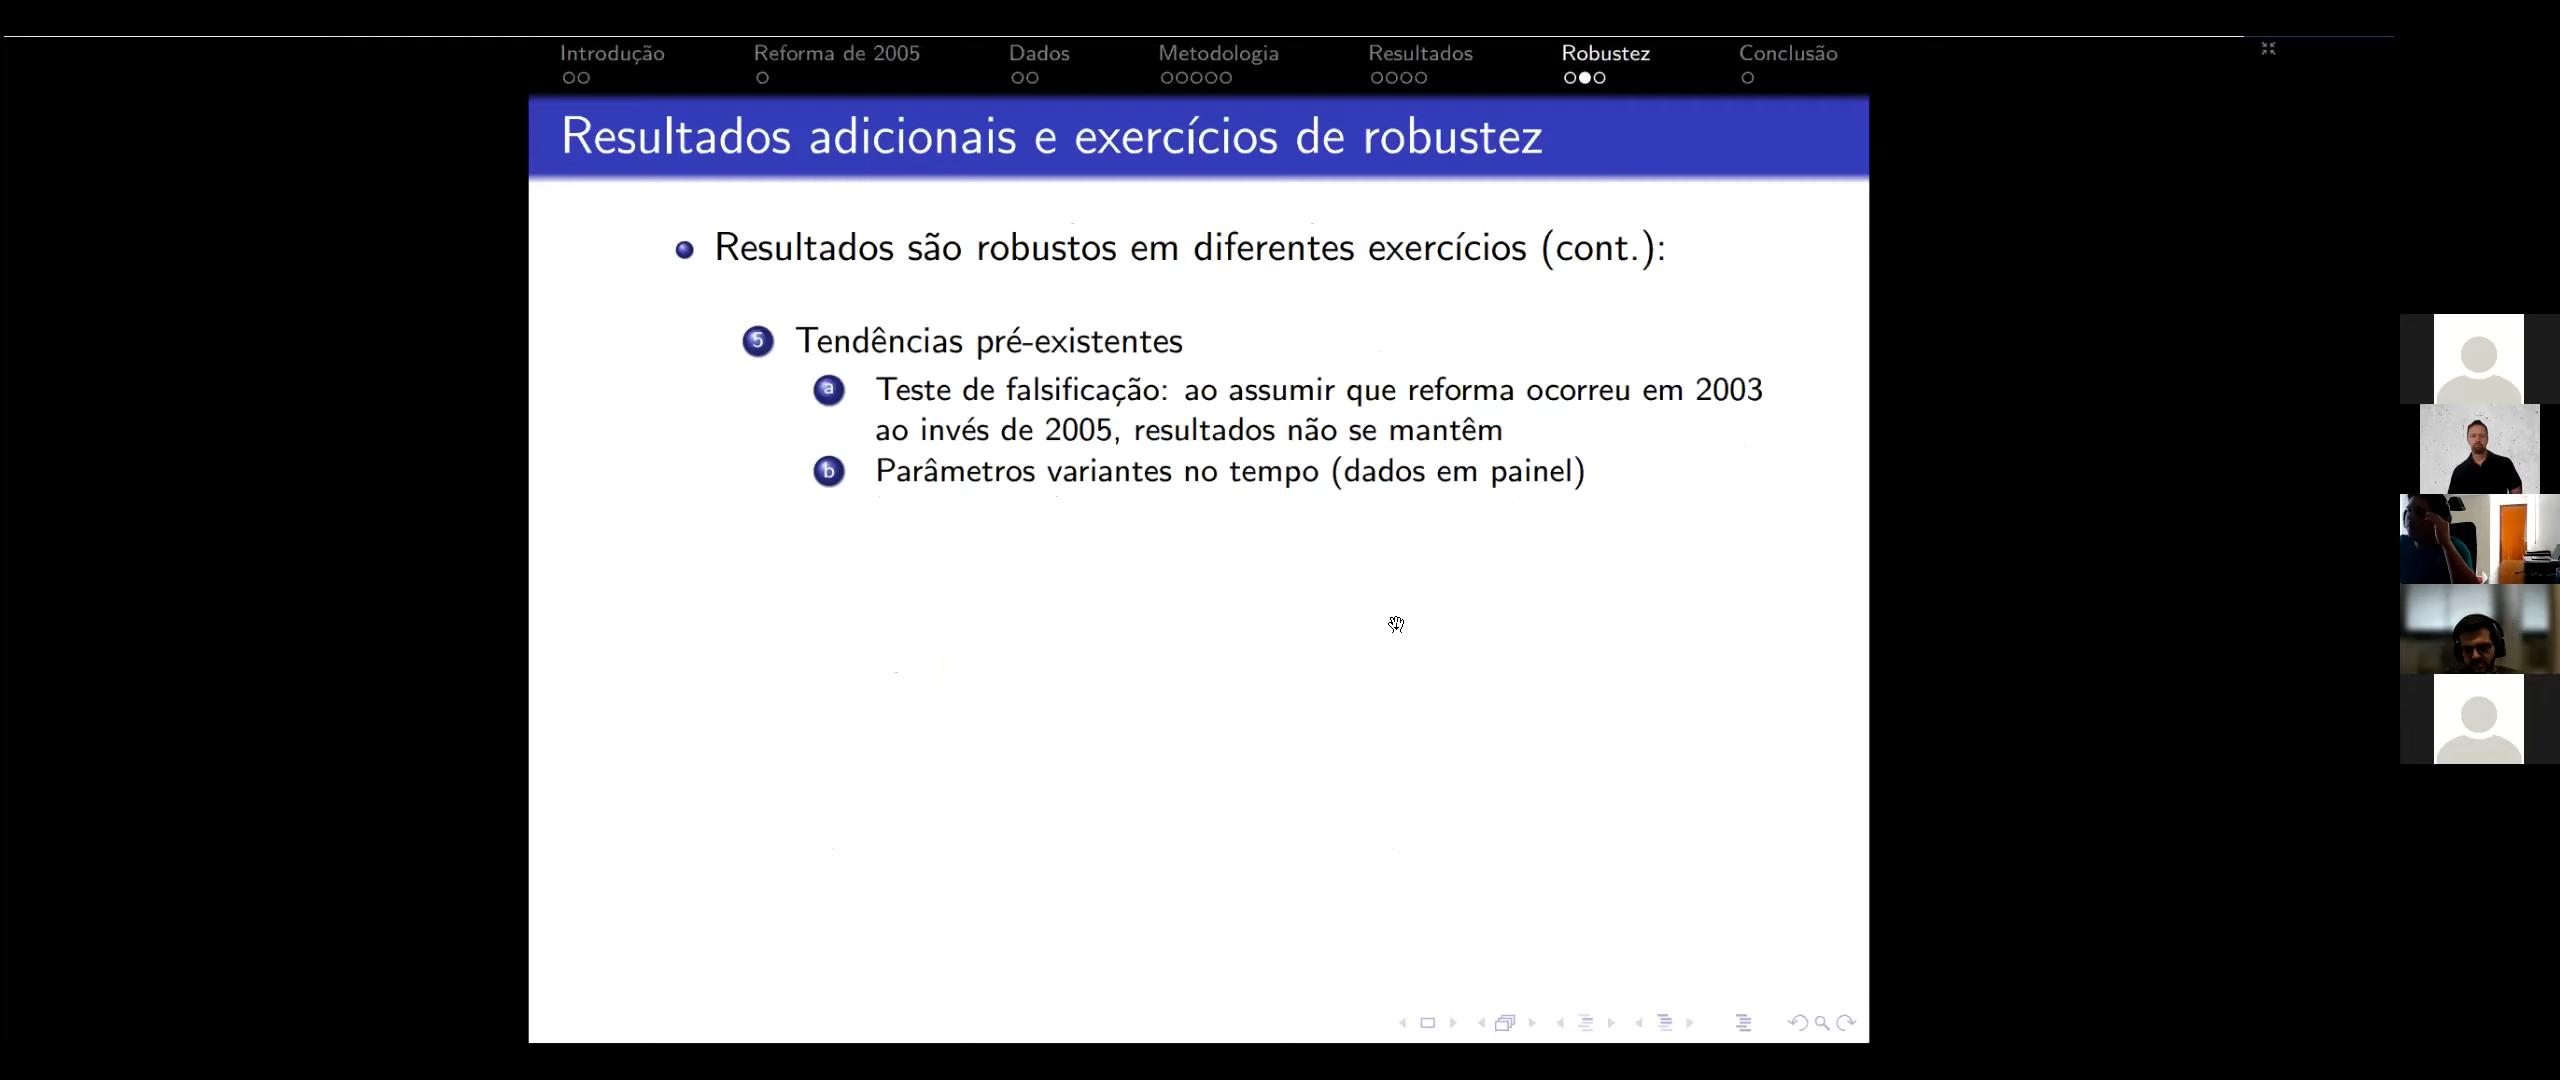 Introdução Reforma de 2005 Dados Metodologia Resultados Robustez Conclusão
Resultados adicionais e exercícios de robustez
Resultados são robustos em diferentes exercícios (cont.):
5 Tendências pré-existentes
a Teste de falsificação: ao assumir que reforma ocorreu em 2003
ao invés de 2005, resultados não se mantêm
b Parâmetros variantes no tempo (dados em painel)